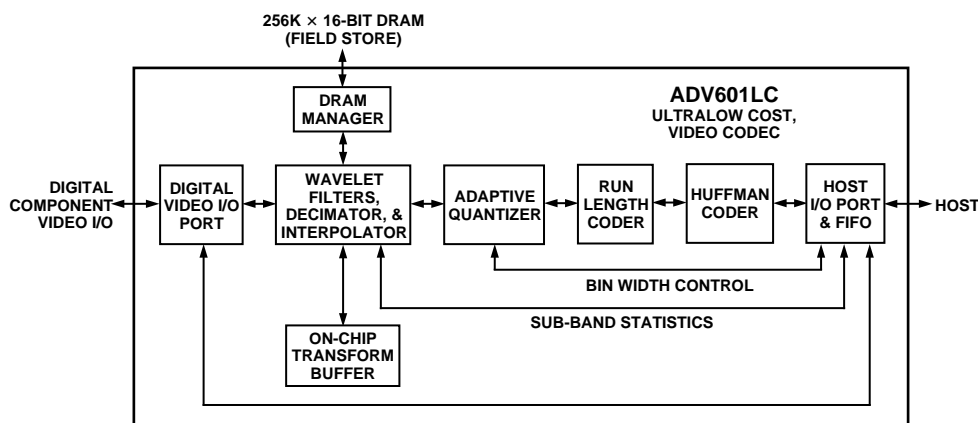 256K × 16-BIT DRAM
(FIELD STORE)
ADV601LC
ULTRALOW COST,
VIDEO CODEC
DRAM
MANAGER
DIGITAL
COMPONENT
VIDEO I/O
DIGITAL
VIDEO I/O
PORT
WAVELET
FILTERS,
DECIMATOR, &
INTERPOLATOR
ADAPTIVE
QUANTIZER
RUN
LENGTH
CODER
HUFFMAN
CODER
HOST
I/O PORT
& FIFO
HOST
BIN WIDTH CONTROL
SUB-BAND STATISTICS
ON-CHIP
TRANSFORM
BUFFER